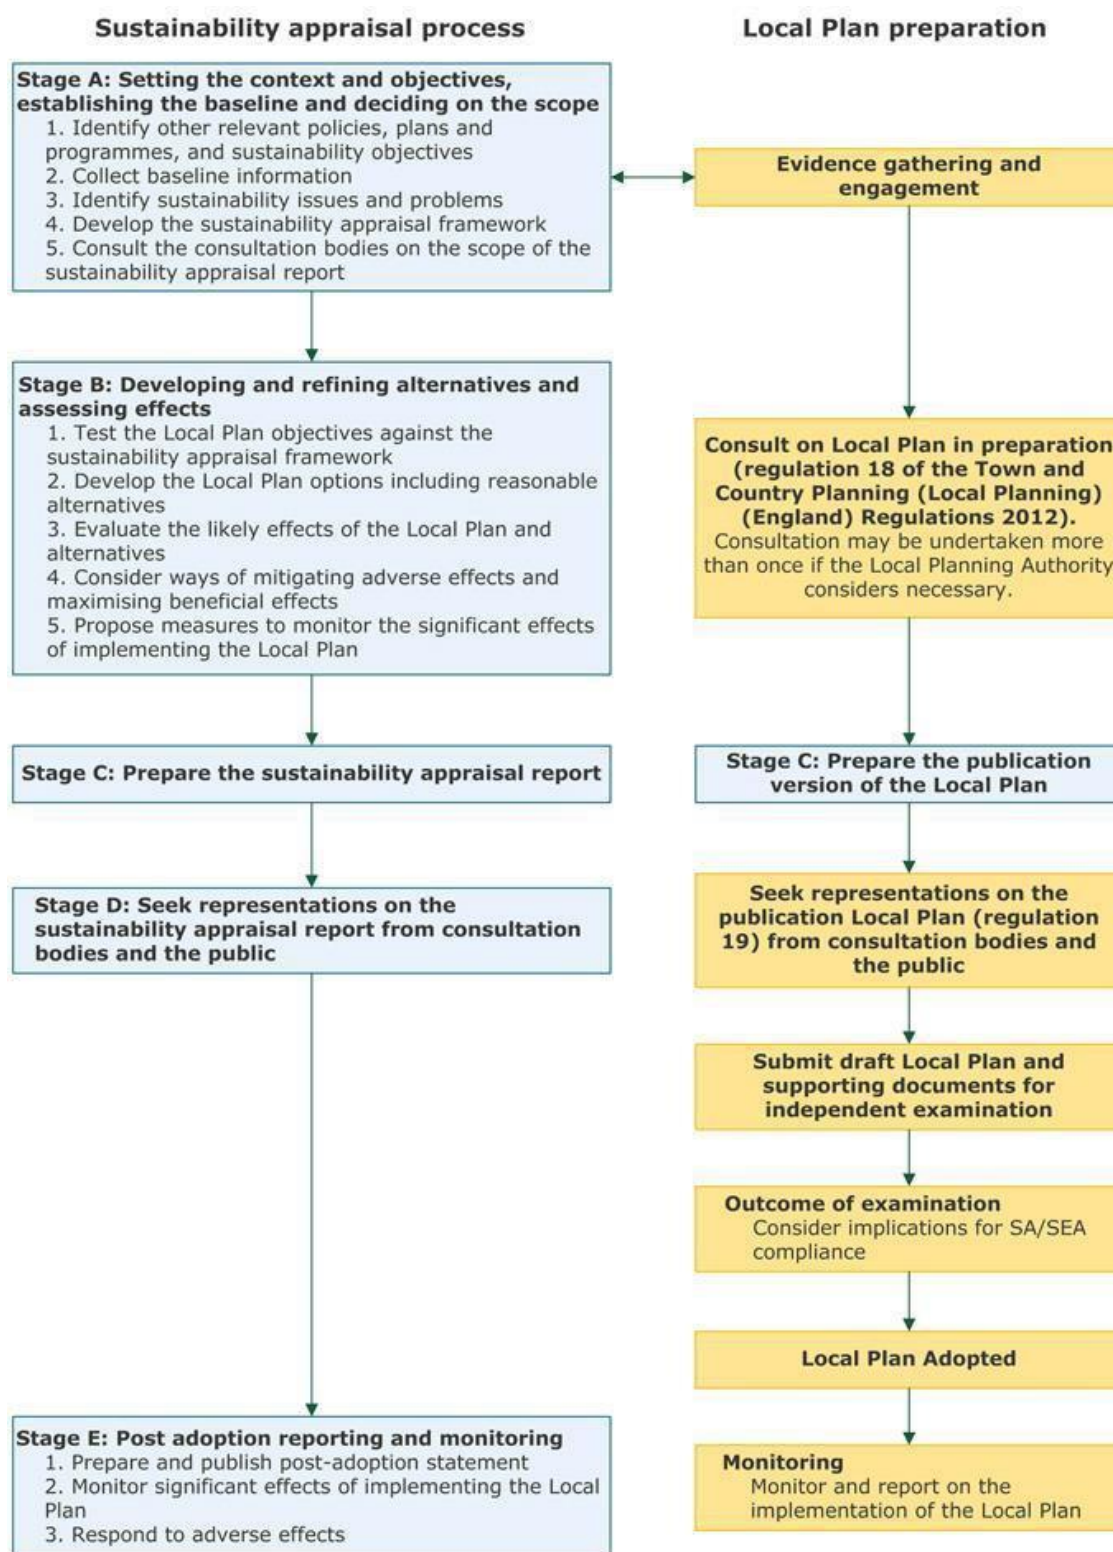 Sustainability appraisal process
Local Plan preparation
Stage A: Setting the context and objectives,
establishing the baseline and deciding on the scope
1. Identify other relevant policies, plans and
programmes, and sustainability objectives
2. Collect baseline information
3. Identify sustainability issues and problems
4. Develop the sustainability appraisal framework
5. Consult the consultation bodies on the scope of the
sustainability appraisal report
Evidence gathering and
engagement
Stage B: Developing and refining alternatives and
assessing effects
1. Test the Local Plan objectives against the
sustainability appraisal framework
2. Develop the Local Plan options including reasonable
alternatives
3. Evaluate the likely effects of the Local Plan and
alternatives
4. Consider ways of mitigating adverse effects and
maximising beneficial effects
5. Propose measures to monitor the significant effects
of implementing the Local Plan
Consult on Local Plan in preparation
(regulation 18 of the Town and
Country Planning (Local Planning)
(England) Regulations 2012).
Consultation may be undertaken more
than once if the Local Planning Authority
considers necessary.
Stage C: Prepare the sustainability appraisal report
Stage C: Prepare the publication
version of the Local Plan
Stage D: Seek representations on the
sustainability appraisal report from consultation
bodies and the public
Seek representations on the
publication Local Plan (regulation
19) from consultation bodies and
the public
Submit draft Local Plan and
supporting documents for
independent examination
Outcome of examination
Consider implications for SA/SEA
compliance
Local Plan Adopted
Stage E: Post adoption reporting and monitoring
1. Prepare and publish post-adoption statement
2. Monitor significant effects of implementing the Local
Plan
3. Respond to adverse effects
Monitoring
Monitor and report on the
implementation of the Local Plan